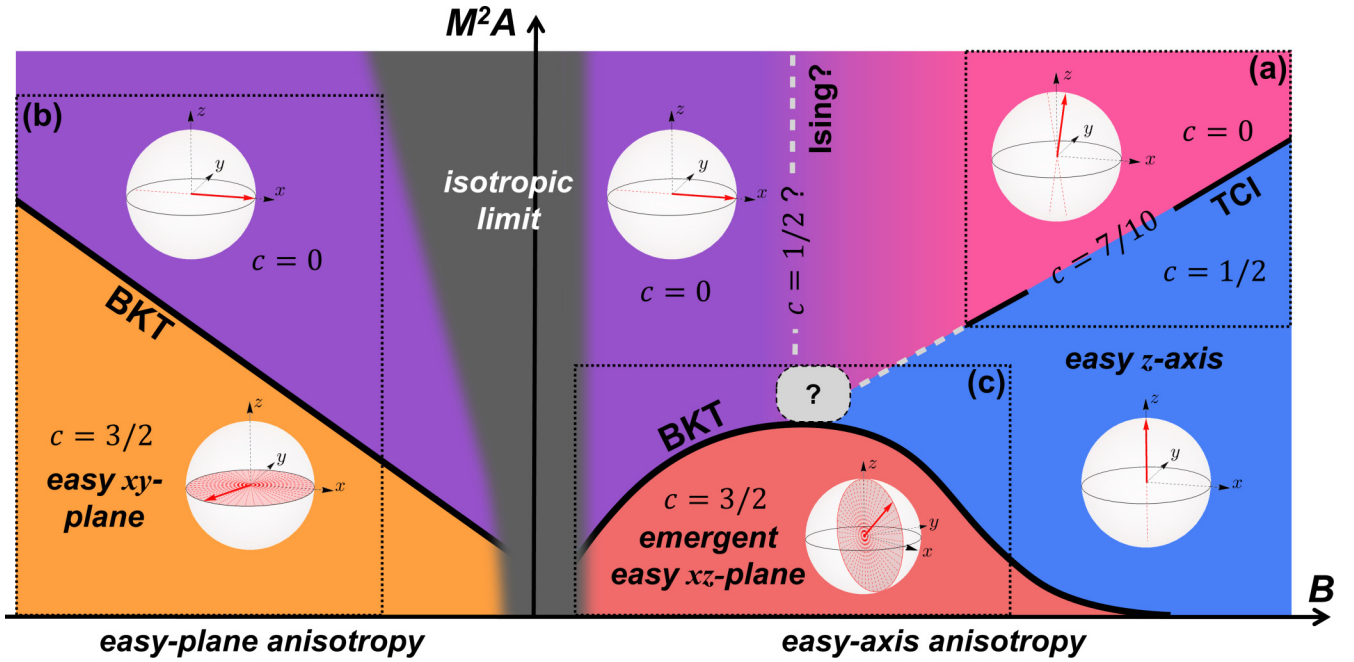 M²A
(b)
z
y
x
c = 0
BKT
c = 3/2
easy xy-
plane
z
y
x
isotropic
limit
z
y
x
c = 0
c = 1/2 ?
Ising?
(a)
z
y
x
c = 0
TCI
c = 7/10
c = 1/2
easy z-axis
(c)
?
BKT
c = 3/2
emergent
easy xz-plane
z
y
x
z
y
x
B
easy-plane anisotropy
easy-axis anisotropy